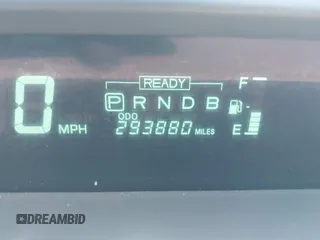 READY
F
P R N D B
0 MPH
ODO
293880 MILES
E
DREAMBID